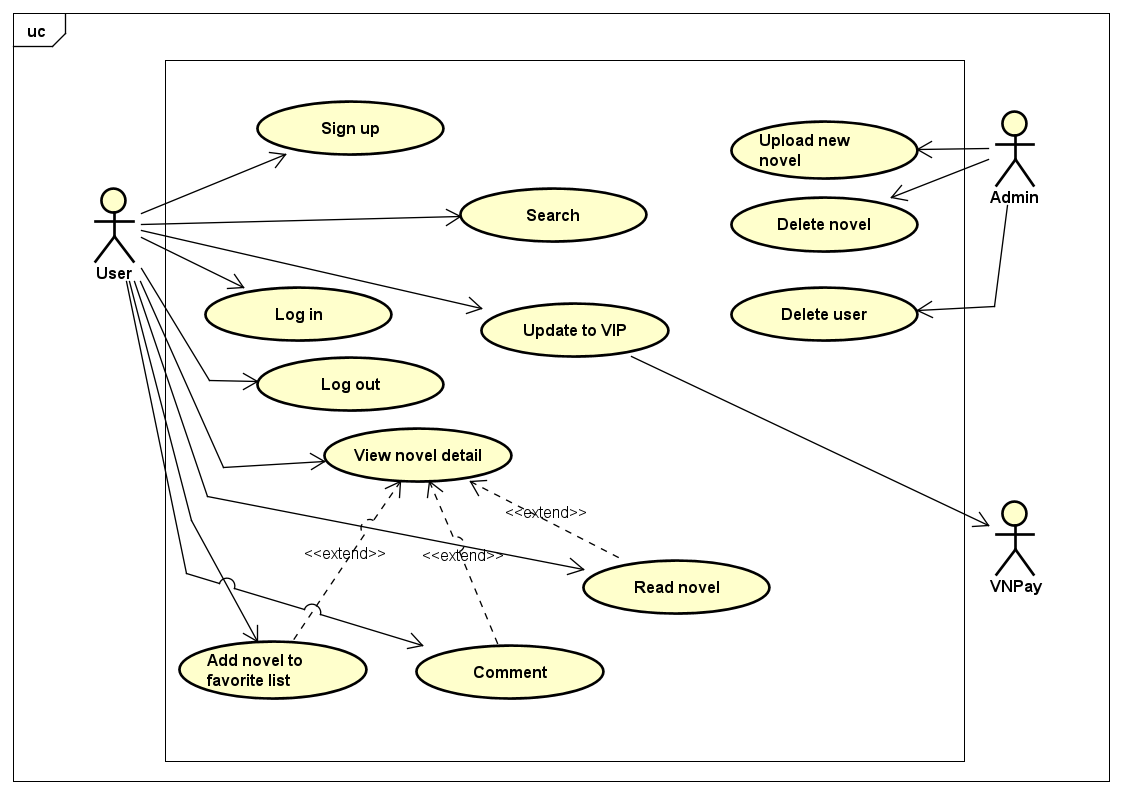 uc
Sign up
Upload new
novel
Admin
Search
Delete novel
User
Log in
Update to VIP
Delete user
Log out
View novel detail
<<extend>>
<<extend>>
<<extend>>
Read novel
VNPay
Add novel to
favorite list
Comment